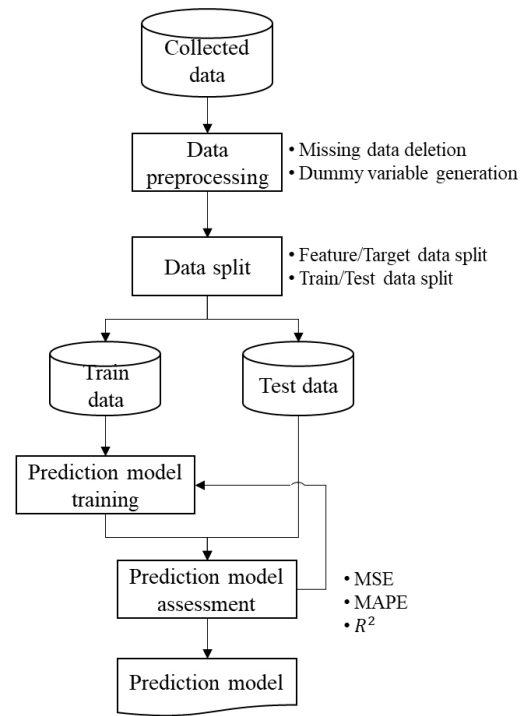 Collected
data
Data
preprocessing
• Missing data deletion
• Dummy variable generation
Data split
• Feature/Target data split
• Train/Test data split
Train
data
Test data
Prediction model
training
Prediction model
assessment
• MSE
• MAPE
• R²
Prediction model